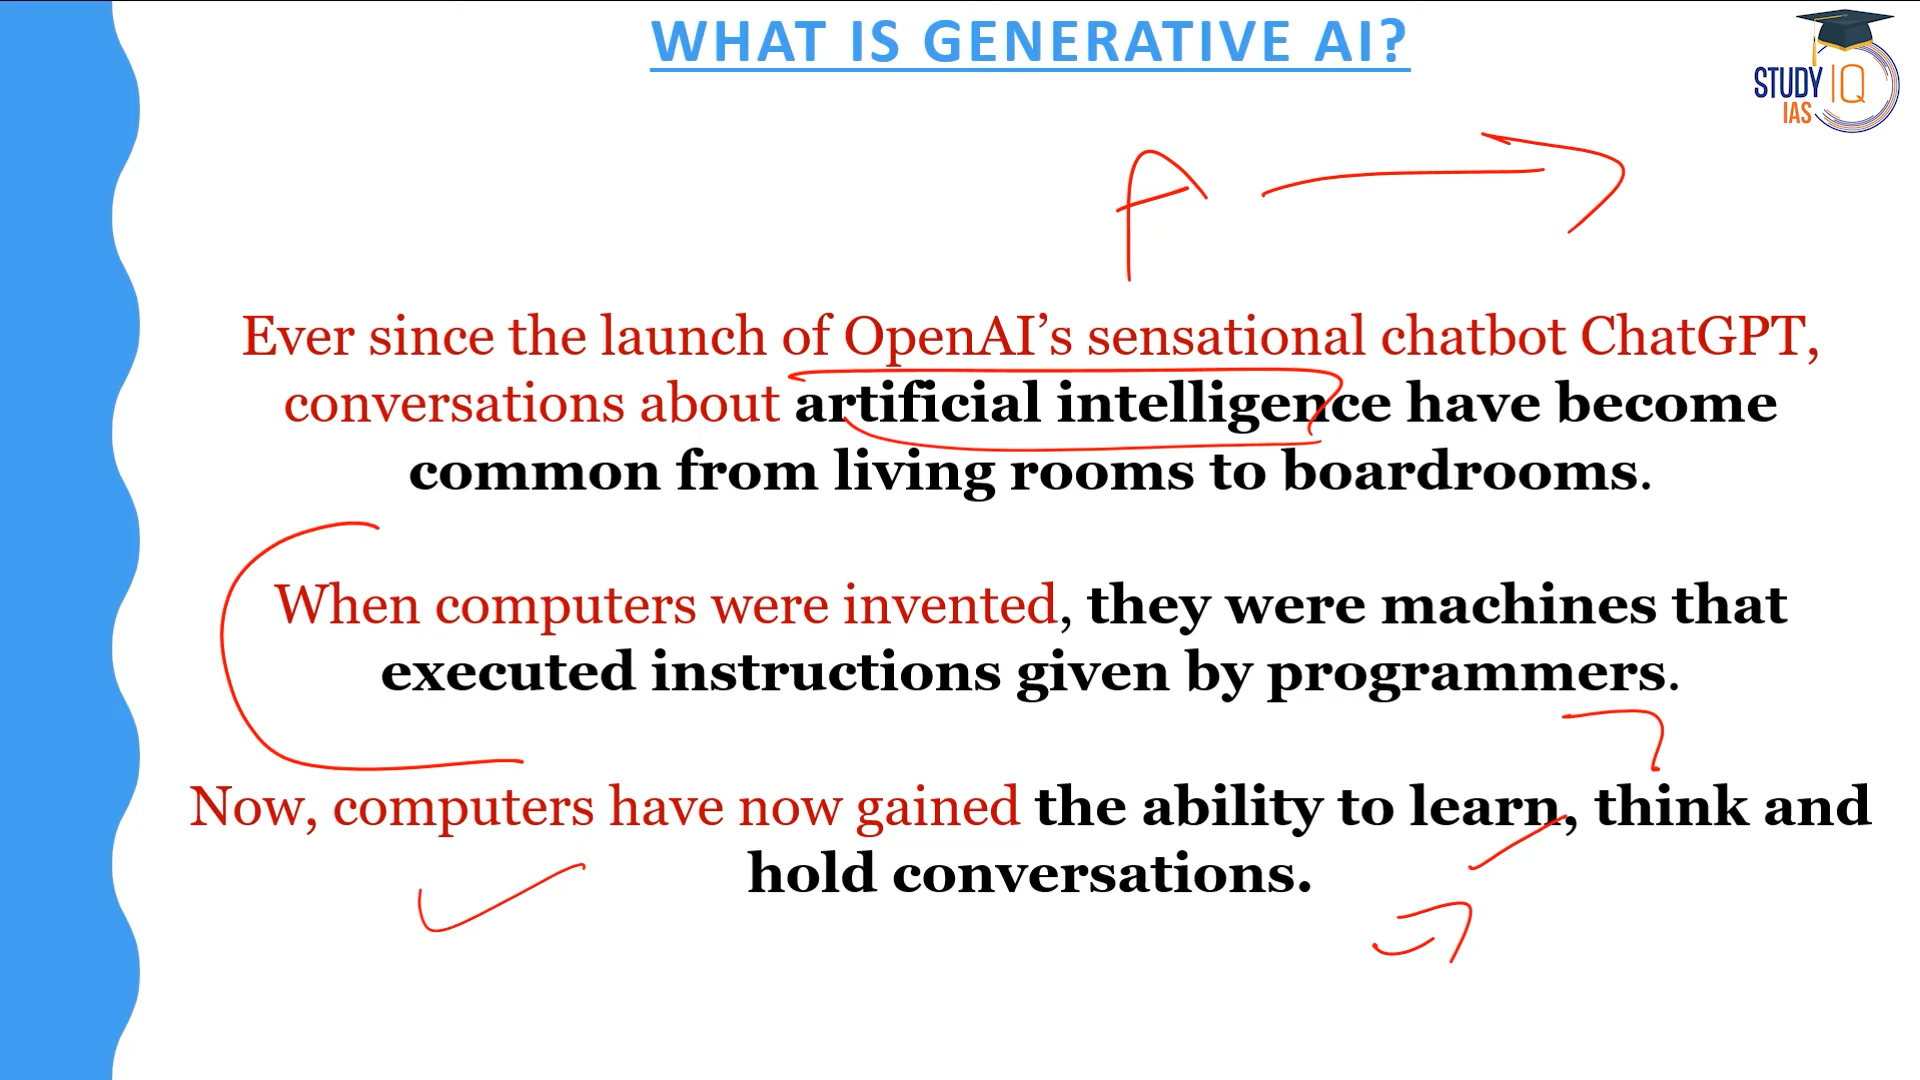 WHAT IS GENERATIVE AI?
STUDY IQ
IAS
A
Ever since the launch of OpenAI’s sensational chatbot ChatGPT,
conversations about artificial intelligence have become
common from living rooms to boardrooms.
When computers were invented, they were machines that
executed instructions given by programmers.
Now, computers have now gained the ability to learn, think and
hold conversations.